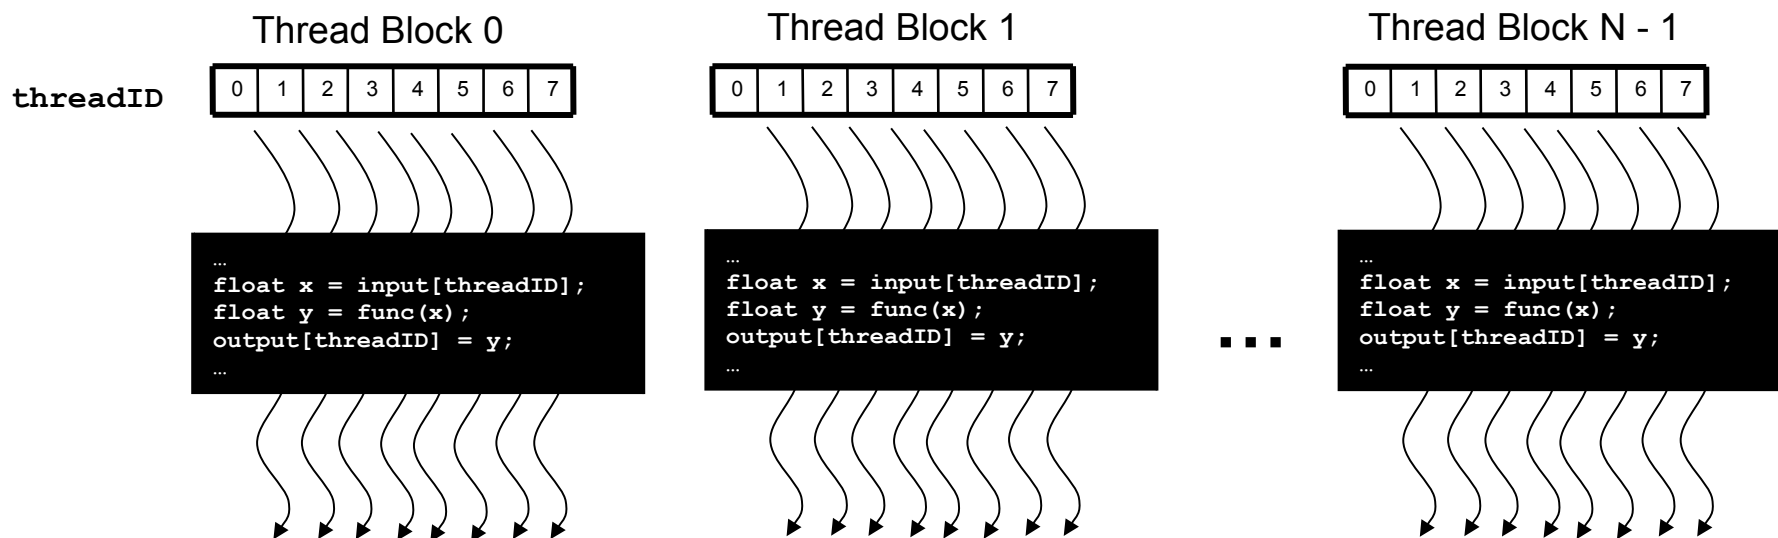 Thread Block 0
Thread Block 1
Thread Block N - 1
threadID
0 1 2 3 4 5 6 7
0 1 2 3 4 5 6 7
0 1 2 3 4 5 6 7
…
float x = input[threadID];
float y = func(x);
output[threadID] = y;
…
…
float x = input[threadID];
float y = func(x);
output[threadID] = y;
…
...
…
float x = input[threadID];
float y = func(x);
output[threadID] = y;
…